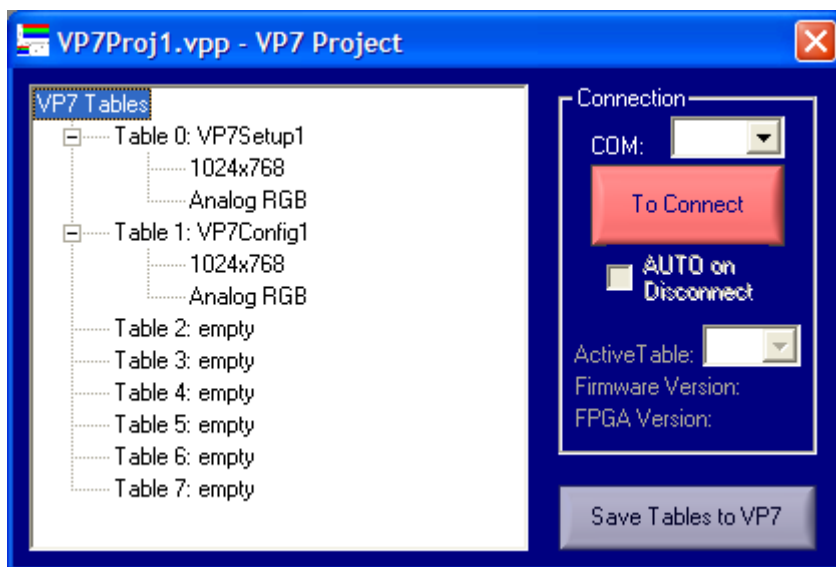 VP7Proj1.vpp - VP7 Project
VP7 Tables
Table 0: VP7Setup1
1024x768
Analog RGB
Table 1: VP7Config1
1024x768
Analog RGB
Table 2: empty
Table 3: empty
Table 4: empty
Table 5: empty
Table 6: empty
Table 7: empty
Connection
COM:
To Connect
AUTO on
Disconnect
ActiveTable:
Firmware Version:
FPGA Version:
Save Tables to VP7